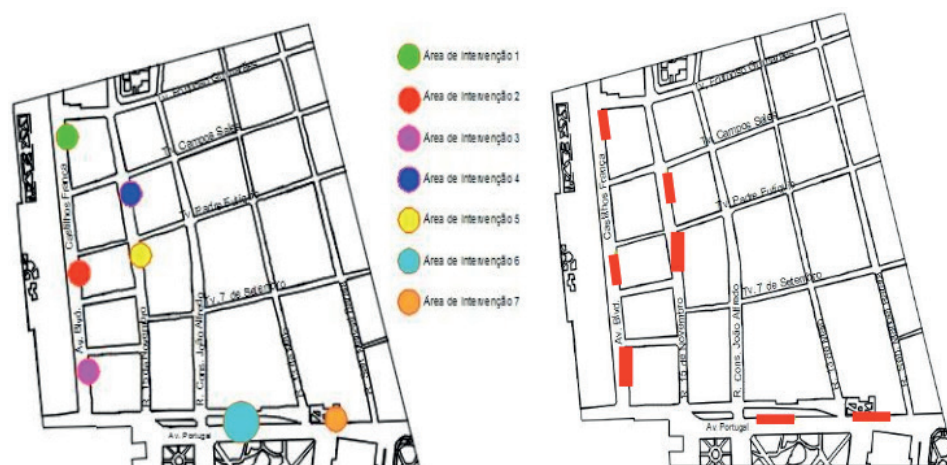 Área de Intervenção 1
Área de Intervenção 2
Área de Intervenção 3
Área de Intervenção 4
Área de Intervenção 5
Área de Intervenção 6
Área de Intervenção 7
Tv. Campos Sales
Tv. Padre Eutíquio
Tv. 7 de Setembro
Castilhos França
Av. Blvd.
R. Cons. João Alfredo
Av. Portugal
Tv. Campos Sales
Tv. Padre Eutíquio
Tv. 7 de Setembro
Castilhos França
Av. Blvd.
R. 15 de Novembro
R. Cons. João Alfredo
Av. Portugal